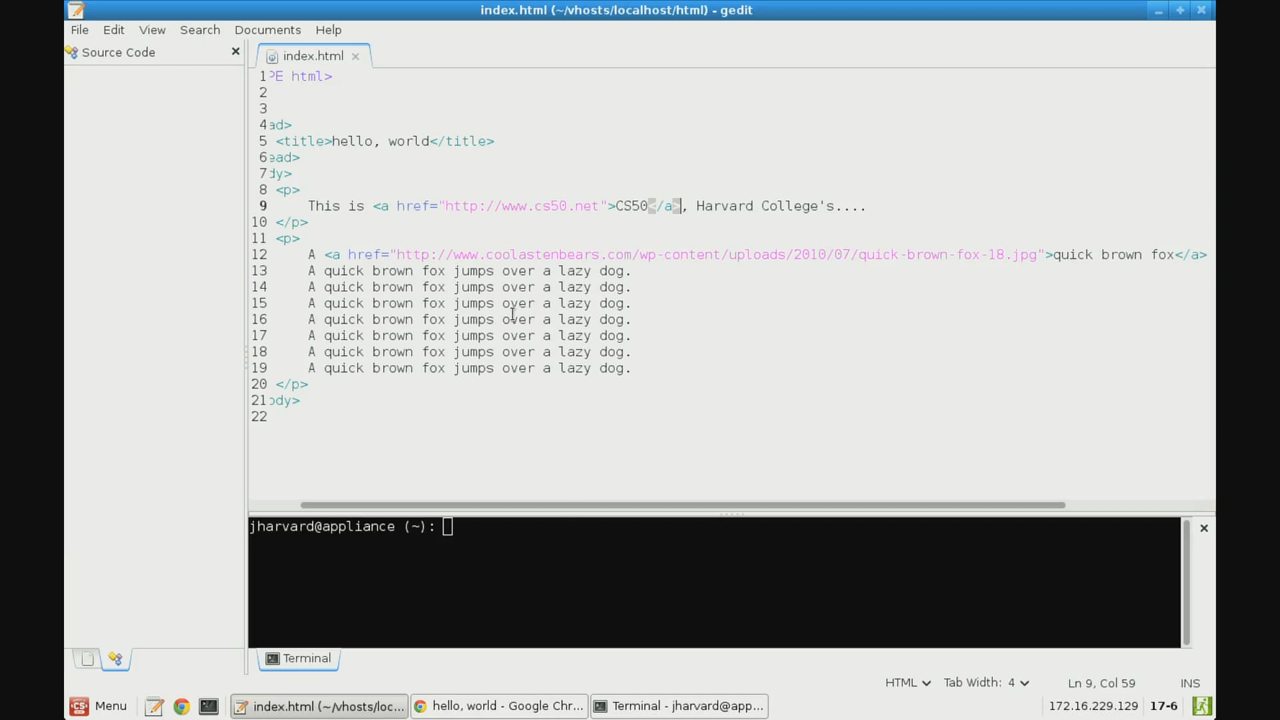 index.html (~/vhosts/localhost/html) - gedit
File Edit View Search Documents Help
Source Code
index.html
1 PE html>
2
3
4 ad>
5 <title>hello, world</title>
6 ead>
7 dy>
8 <p>
9 This is <a href="http://www.cs50.net">CS50</a>, Harvard College's....
10 </p>
11 <p>
12 A <a href="http://www.coolastenbears.com/wp-content/uploads/2010/07/quick-brown-fox-18.jpg">quick brown fox</a>
13 A quick brown fox jumps over a lazy dog.
14 A quick brown fox jumps over a lazy dog.
15 A quick brown fox jumps over a lazy dog.
16 A quick brown fox jumps over a lazy dog.
17 A quick brown fox jumps over a lazy dog.
18 A quick brown fox jumps over a lazy dog.
19 A quick brown fox jumps over a lazy dog.
20 </p>
21 ody>
22
jharvard@appliance (~):
Terminal
HTML Tab Width: 4 Ln 9, Col 59 INS
CS Menu index.html (~/vhosts/loc... hello, world - Google Chr... Terminal - jharvard@app... 172.16.229.129 17-6